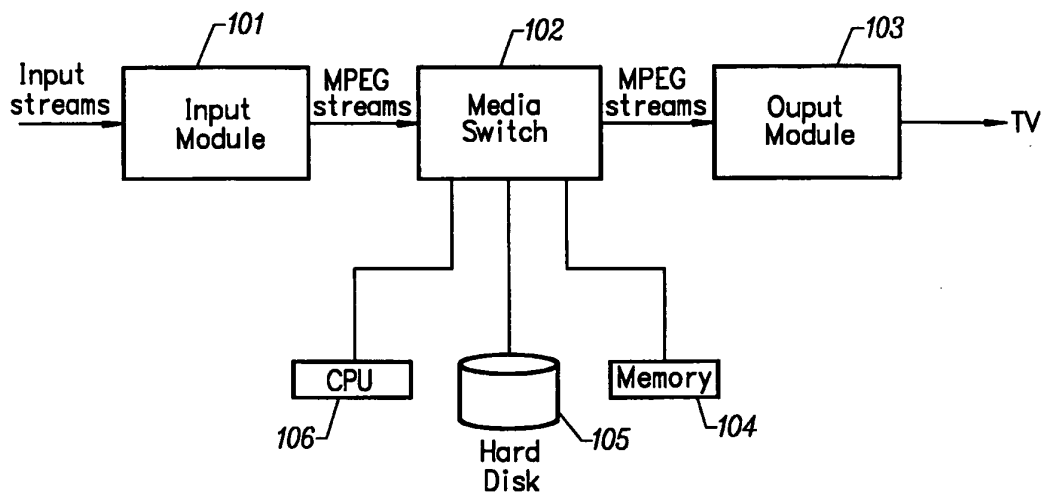 101
102
103
Input
streams
Input
Module
MPEG
streams
Media
Switch
MPEG
streams
Ouput
Module
TV
CPU
106
Hard
Disk
105
Memory
104